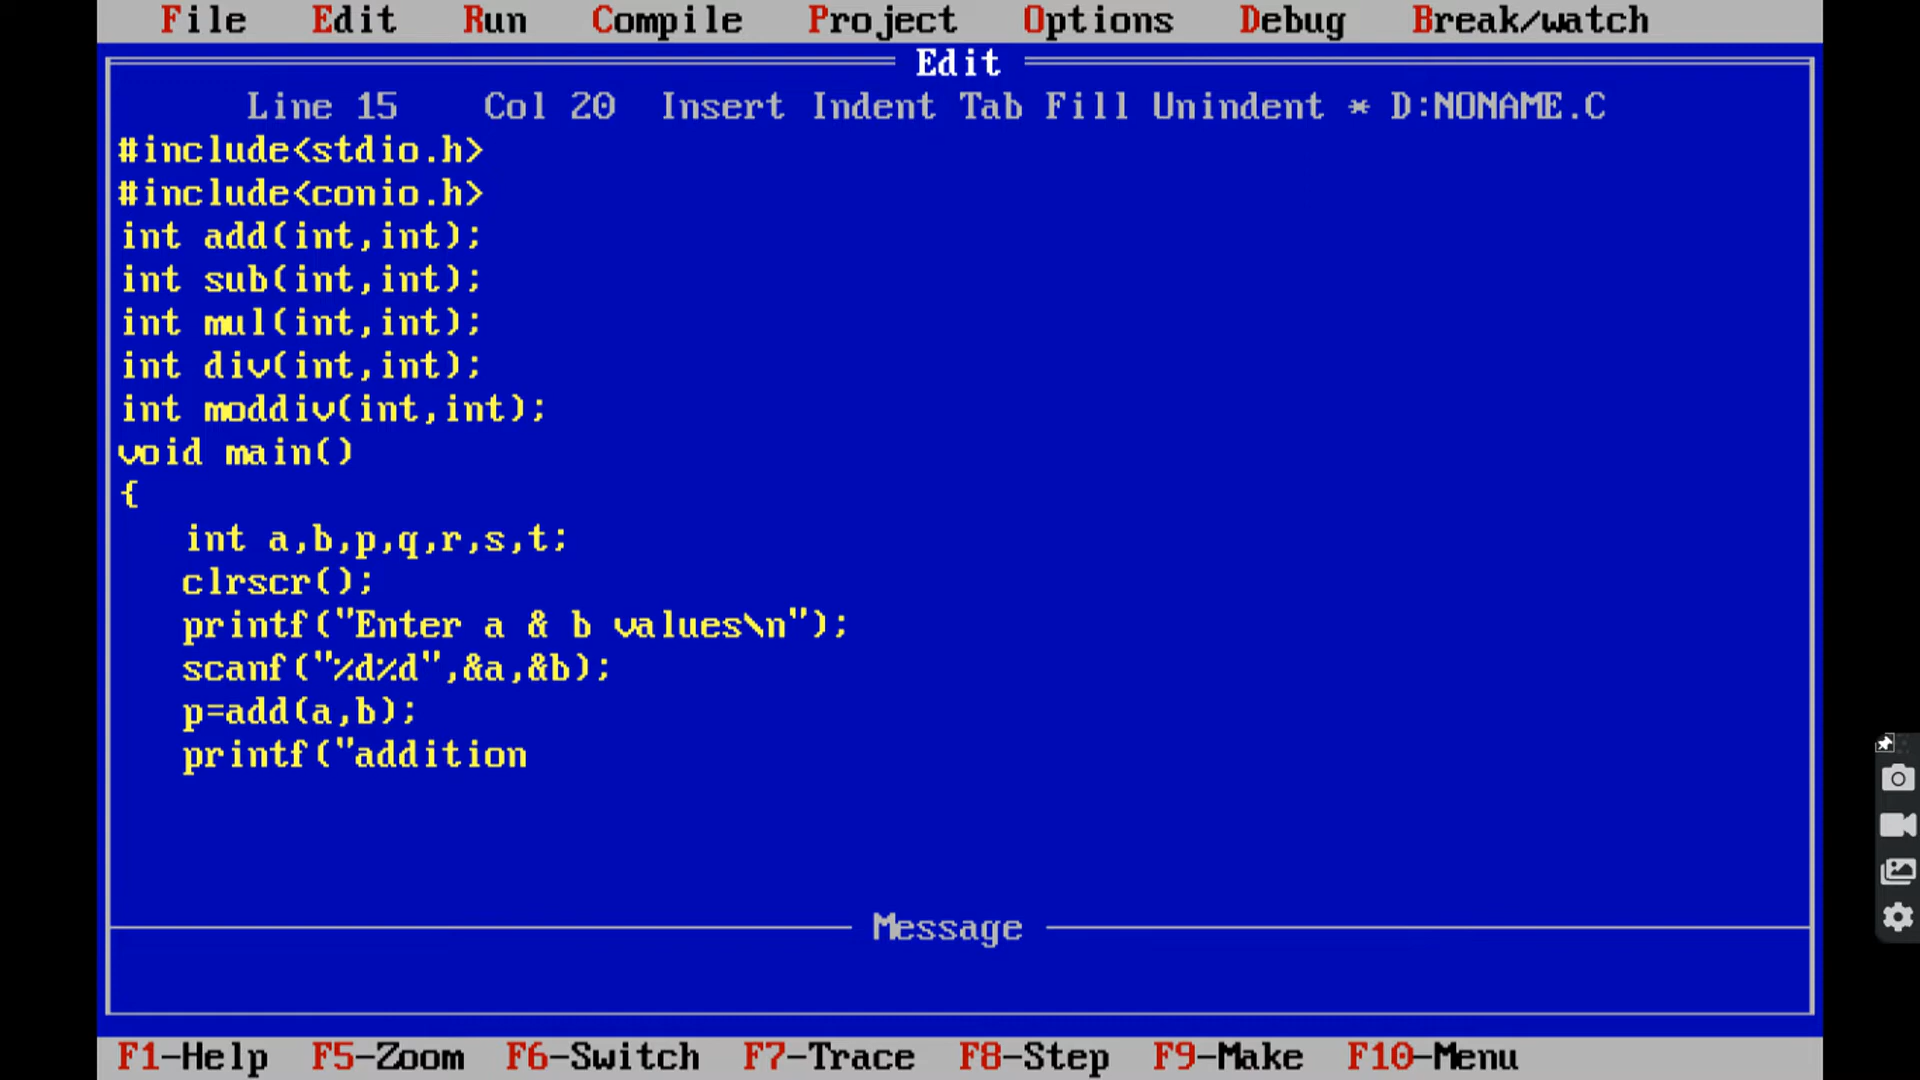 File Edit Run Compile Project Options Debug Break/watch
Edit
Line 15 Col 20 Insert Indent Tab Fill Unindent * D:NONAME.C
#include<stdio.h>
#include<conio.h>
int add(int,int);
int sub(int,int);
int mul(int,int);
int div(int,int);
int moddiv(int,int);
void main()
{
int a,b,p,q,r,s,t;
clrscr();
printf("Enter a & b values\n");
scanf("%d%d",&a,&b);
p=add(a,b);
printf("addition
Message
F1-Help F5-Zoom F6-Switch F7-Trace F8-Step F9-Make F10-Menu